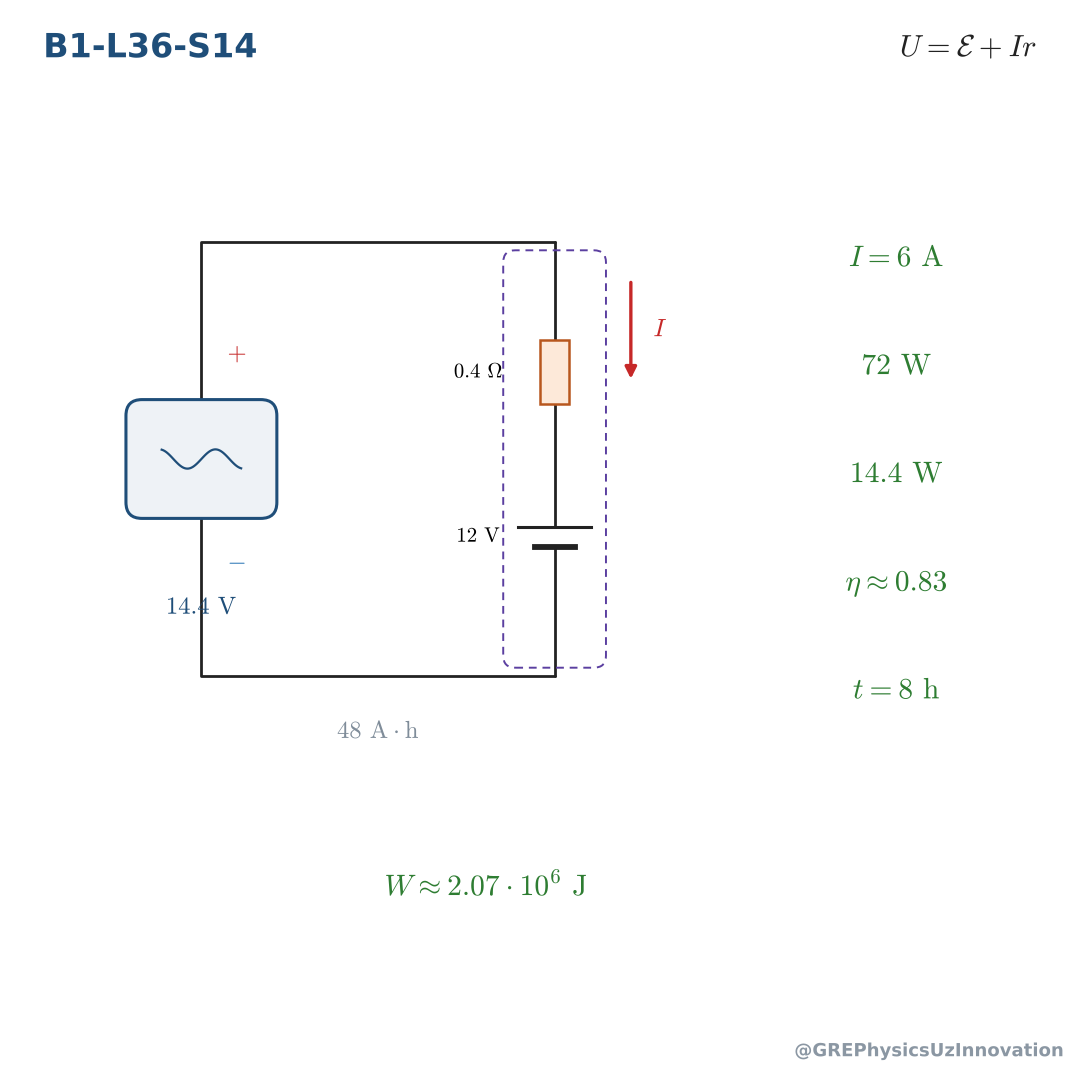 B1-L36-S14
U = ℰ + Ir
I = 6 A
+
I
72 W
0.4 Ω
14.4 W
12 V
−
η ≈ 0.83
14.4 V
t = 8 h
48 A · h
W ≈ 2.07 · 10⁶ J
@GREPhysicsUzInnovation